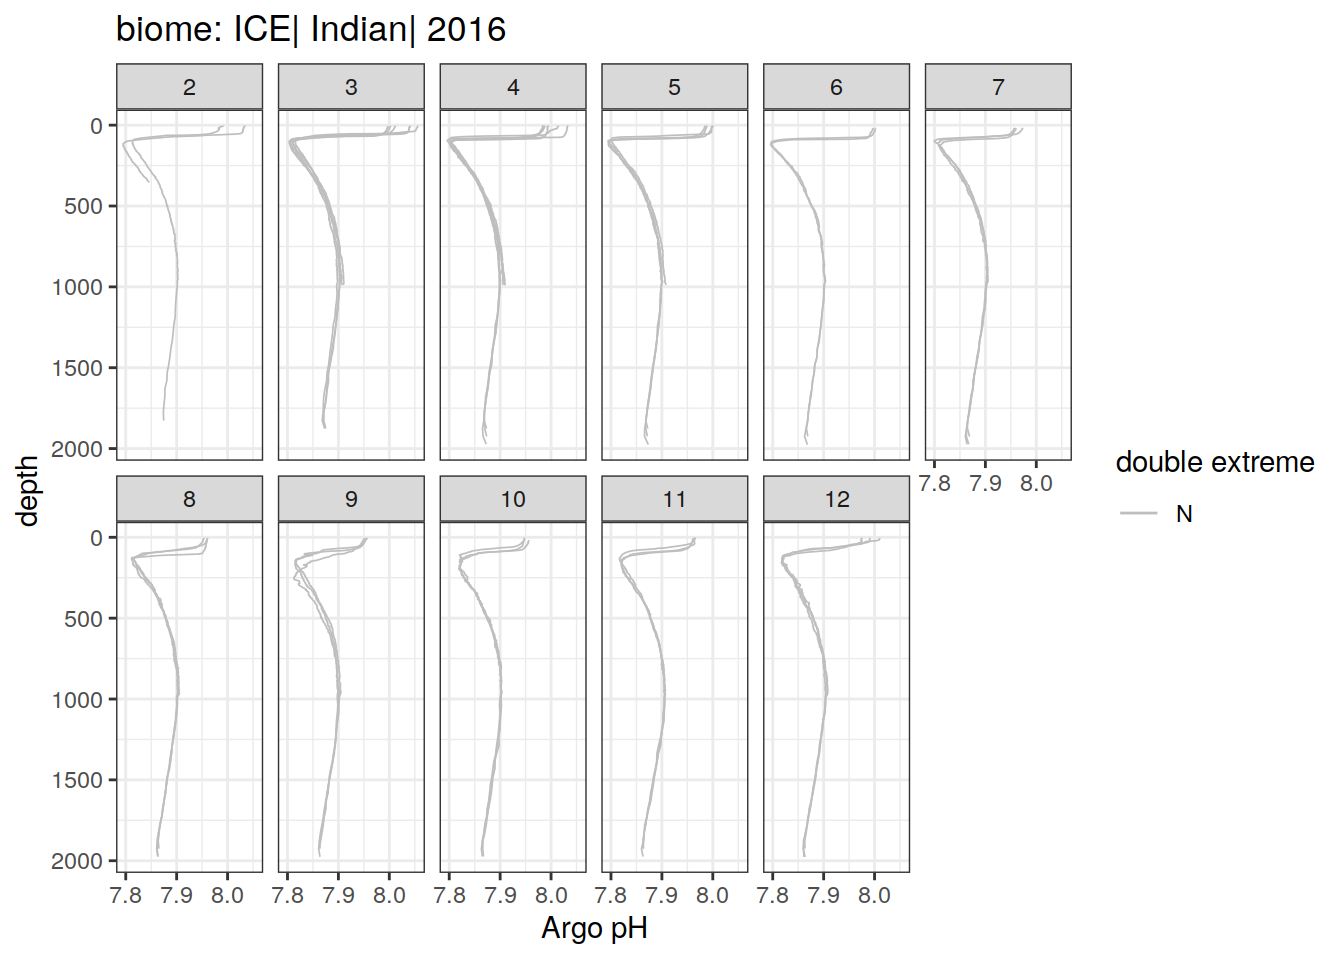 biome: ICE| Indian| 2016
2 3 4 5 6 7
0
500
1000
1500
2000
7.8 7.9 8.0
8 9 10 11 12
0
500
1000
1500
2000
7.8 7.9 8.0 7.8 7.9 8.0 7.8 7.9 8.0 7.8 7.9 8.0 7.8 7.9 8.0
Argo pH
depth
double extreme
N